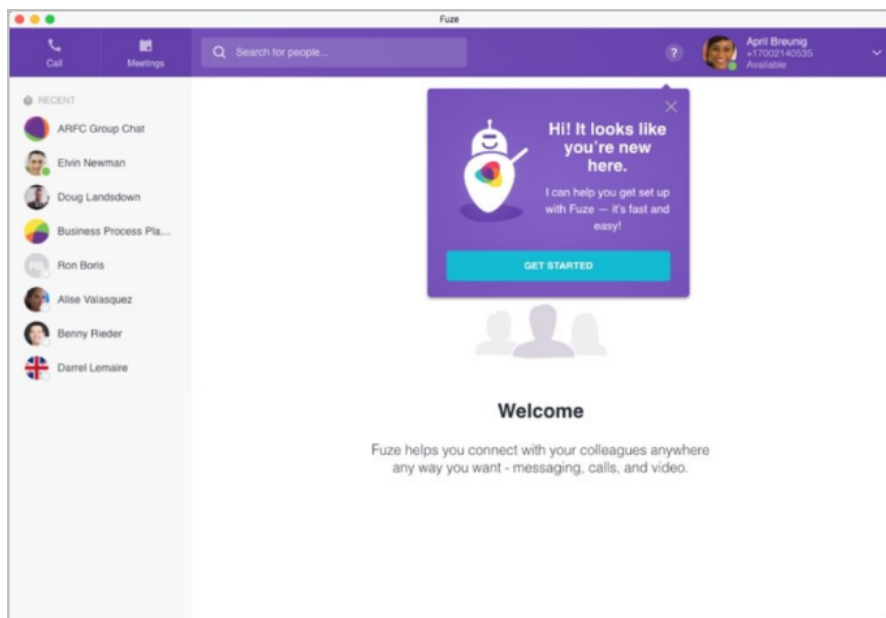 Fuze
Call
Meetings
Search for people...
?
April Breunig
+17002140535
Available
RECENT
ARFC Group Chat
Elvin Newman
Doug Landsdown
Business Process Pla...
Ron Boris
Alise Valasquez
Benny Rieder
Darrel Lemaire
Hi! It looks like
you're new
here.
I can help you get set up
with Fuze — it's fast and
easy!
GET STARTED
Welcome
Fuze helps you connect with your colleagues anywhere
any way you want - messaging, calls, and video.